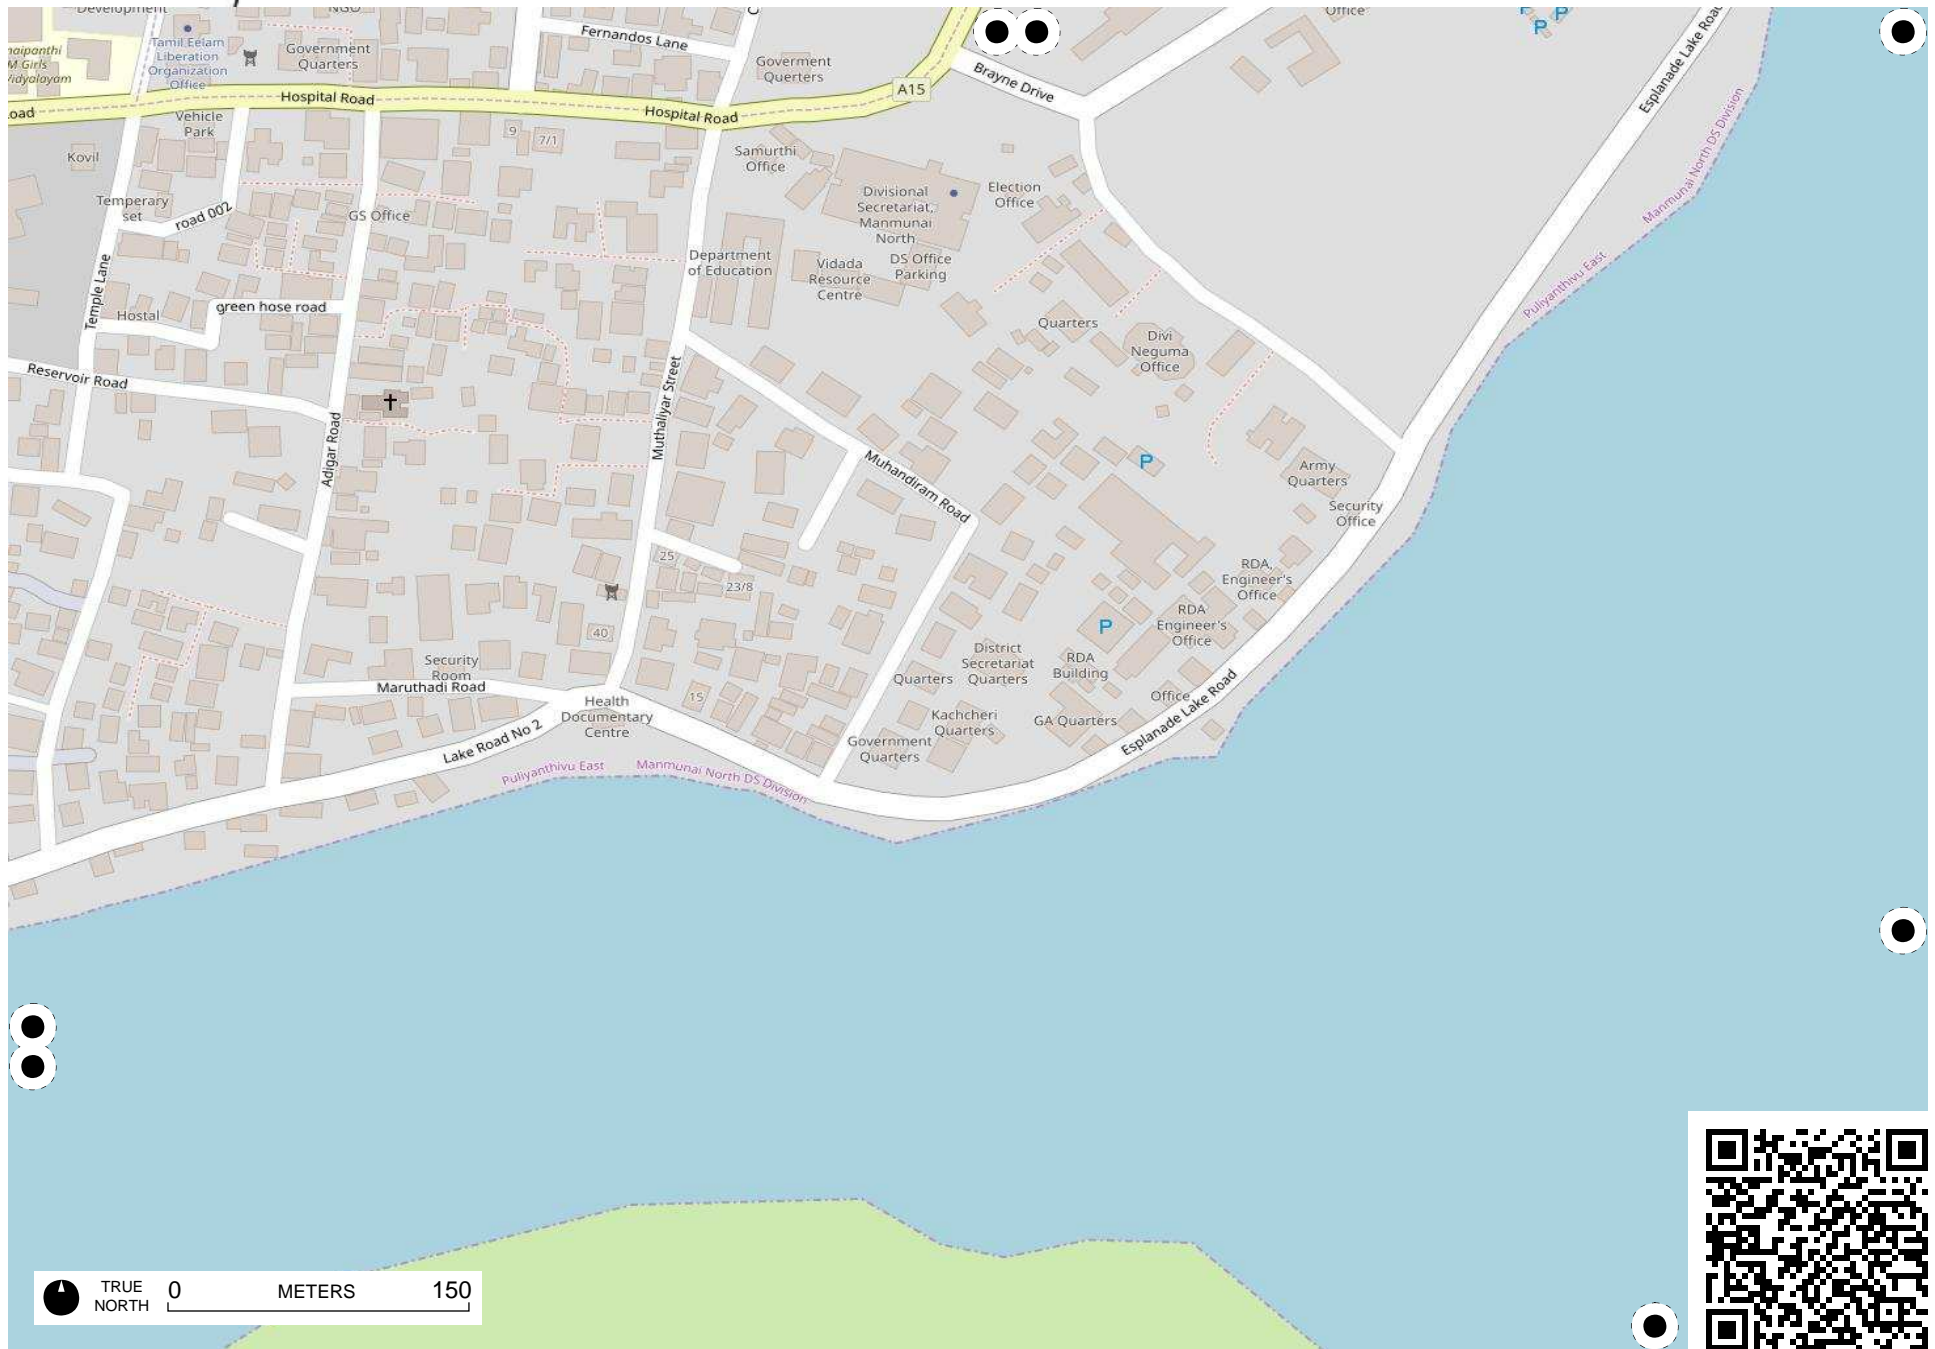 Development
NGO
Office
P
P
P
Tamil Eelam
Liberation
Organization
Office
Government
Quarters
Fernandos Lane
Goverment
Querters
Brayne Drive
Esplanade Lake Road
naipanthi
M Girls
Vidyalayam
Hospital Road
Hospital Road
A15
oad
Vehicle
Park
9
7/1
Kovil
Samurthi
Office
Manmunai North DS Division
Temperary
set
road 002
GS Office
Divisional
Secretariat,
Manmunai
North
Election
Office
Department
of Education
Vidada
Resource
Centre
DS Office
Parking
Puliyanthivu East
Temple Lane
Hostal
green hose road
Quarters
Divi
Neguma
Office
Reservoir Road
Adigar Road
Muthaliyar Street
Muhandiram Road
P
Army
Quarters
Security
Office
25
23/8
RDA,
Engineer's
Office
RDA
Engineer's
Office
P
40
Security
Room
Maruthadi Road
15
District
Secretariat
Quarters
Quarters
RDA
Building
Office
Health
Documentary
Centre
Lake Road No 2
Kachcheri
Quarters
GA Quarters
Esplanade Lake Road
Government
Quarters
Puliyanthivu East
Manmunai North DS Division
TRUE
NORTH
0 METERS 150